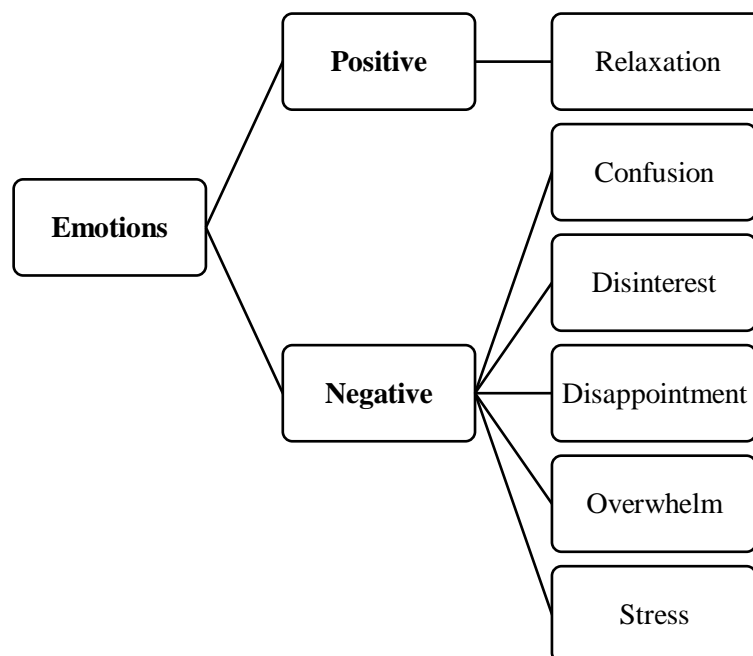 Positive
Relaxation
Confusion
Emotions
Disinterest
Negative
Disappointment
Overwhelm
Stress